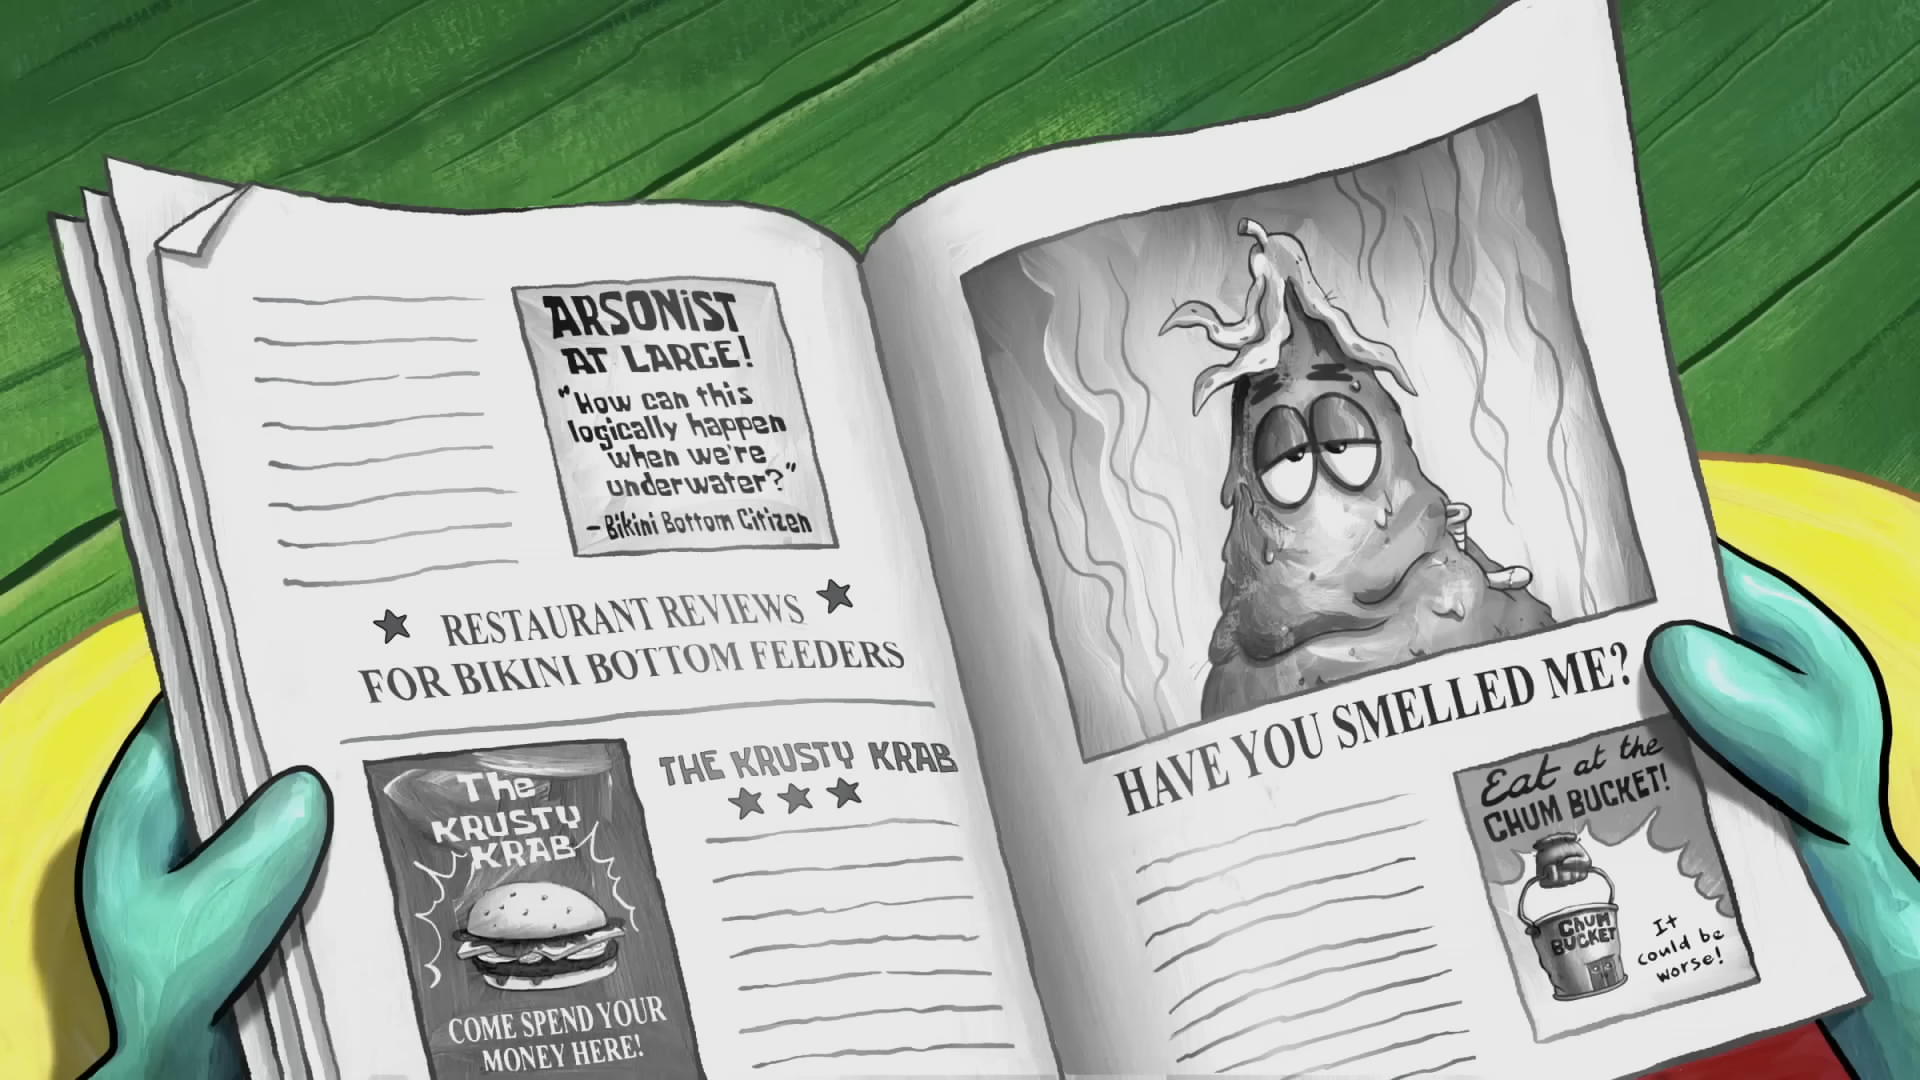 ARSONiST
AT LARGE!
"How can this
logically happen
when we're
underwater?"
- Bikini Bottom Citizen
RESTAURANT REVIEWS
FOR BIKINI BOTTOM FEEDERS
The
KRUSTY
KRAB
COME SPEND YOUR
MONEY HERE!
THE KRUSTY KRAB
HAVE YOU SMELLED ME?
Eat at the
CHUM BUCKET!
CHUM
BUCKET
It
could be
worse!